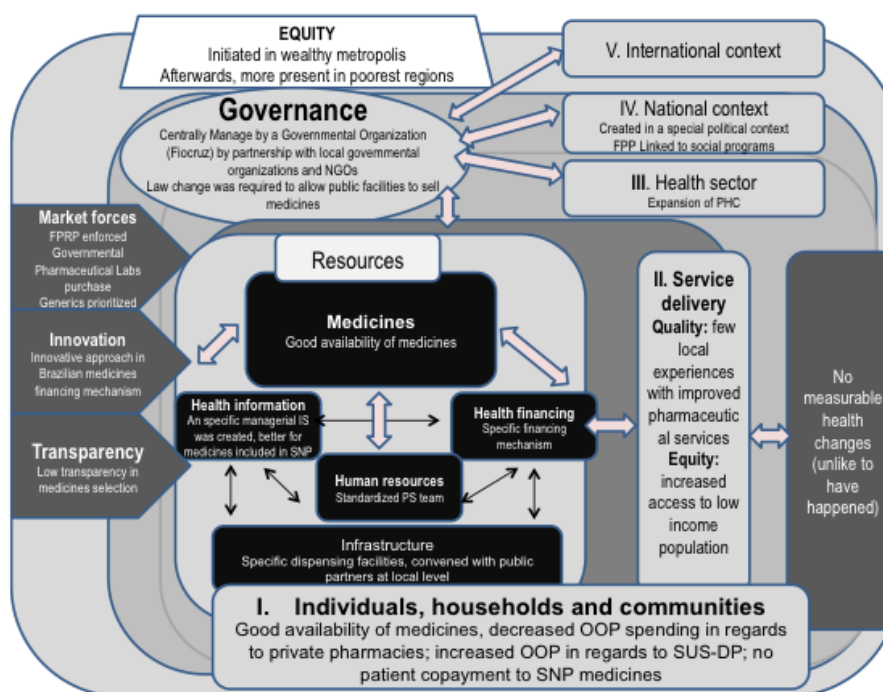 EQUITY
Initiated in wealthy metropolis
Afterwards, more present in poorest regions
V. International context
Governance
Centrally Manage by a Governmental Organization
(Fiocruz) by partnership with local governmental
organizations and NGOs
Law change was required to allow public facilities to sell
medicines
IV. National context
Created in a special political context
FPP Linked to social programs
III. Health sector
Expansion of PHC
Market forces
FPRP enforced
Governmental
Pharmaceutical Labs
purchase
Generics prioritized
Innovation
Innovative approach in
Brazilian medicines
financing mechanism
Transparency
Low transparency in
medicines selection
Resources
Medicines
Good availability of medicines
Health information
An specific managerial IS
was created, better for
medicines included in SNP
Health financing
Specific financing
mechanism
Human resources
Standardized PS team
Infrastructure
Specific dispensing facilities, convened with public
partners at local level
II. Service
delivery
Quality: few
local
experiences
with improved
pharmaceutic
al services
Equity:
increased
access to low
income
population
No
measurable
health
changes
(unlike to
have
happened)
I. Individuals, households and communities
Good availability of medicines, decreased OOP spending in regards
to private pharmacies; increased OOP in regards to SUS-DP; no
patient copayment to SNP medicines